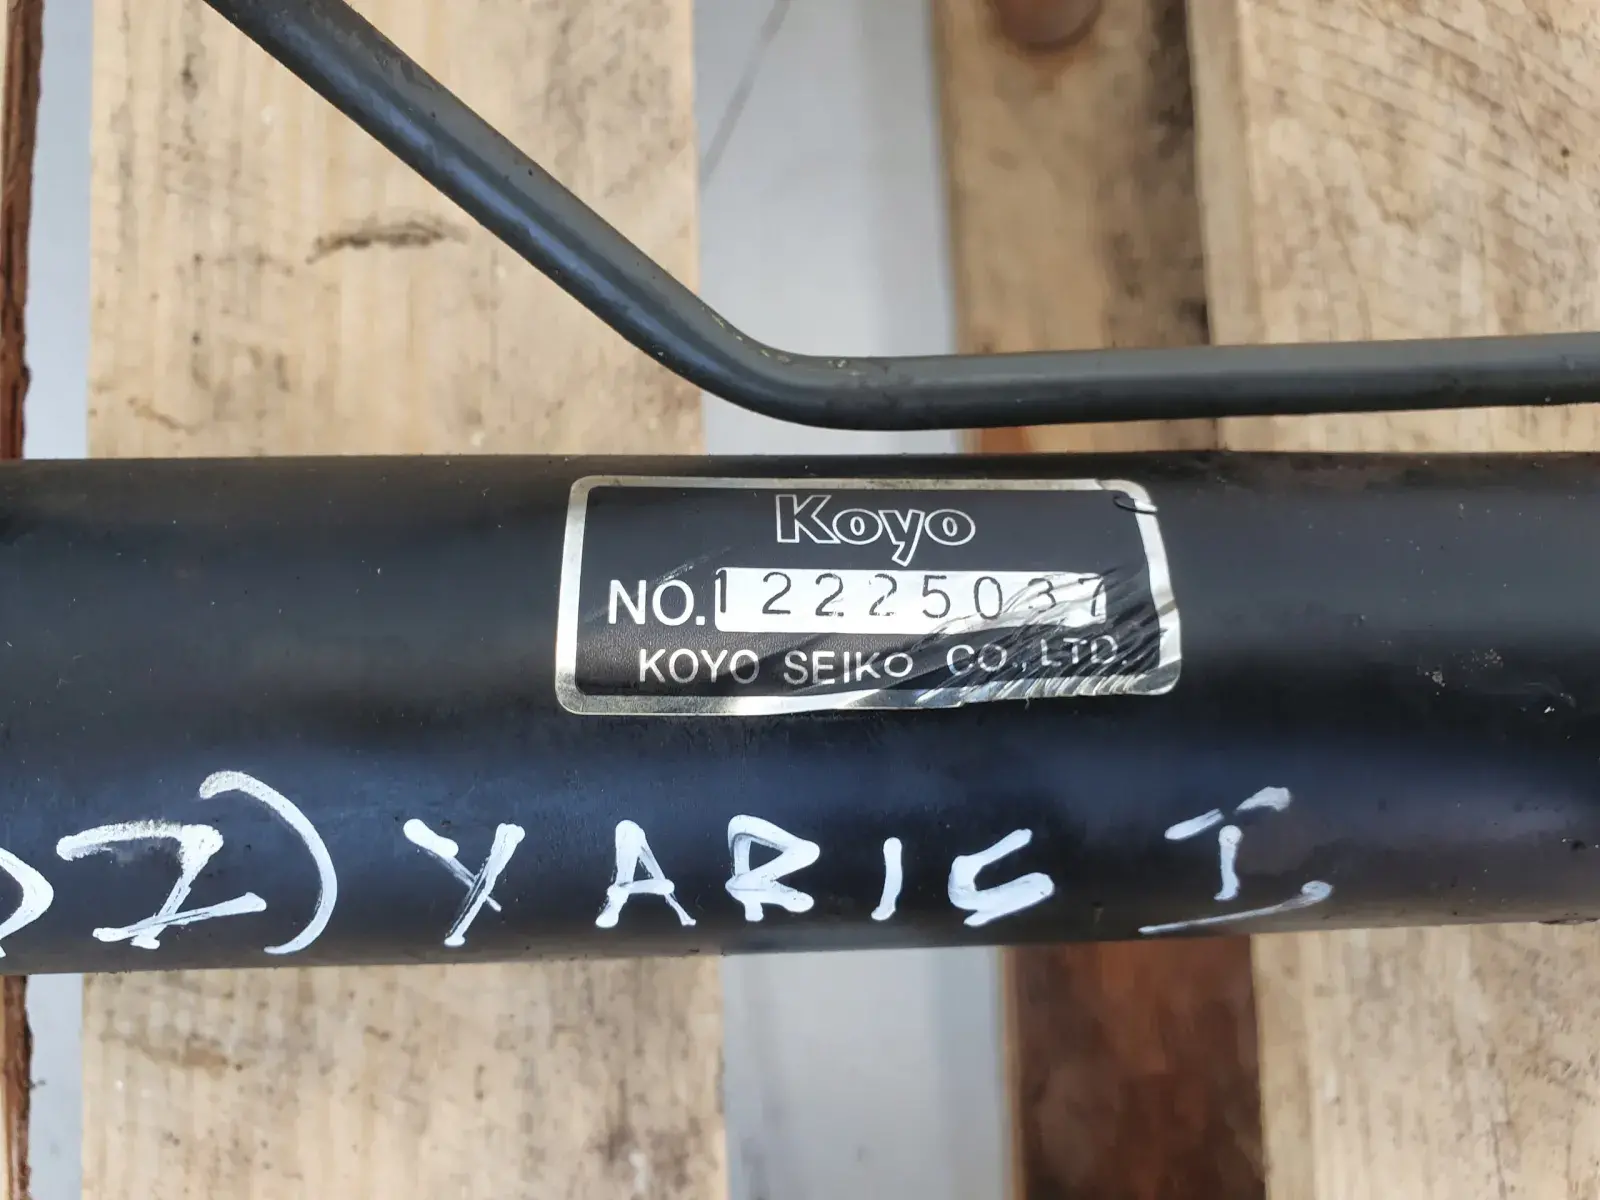 Koyo
NO. 12225037
KOYO SEIKO CO., LTD.
YARIS I